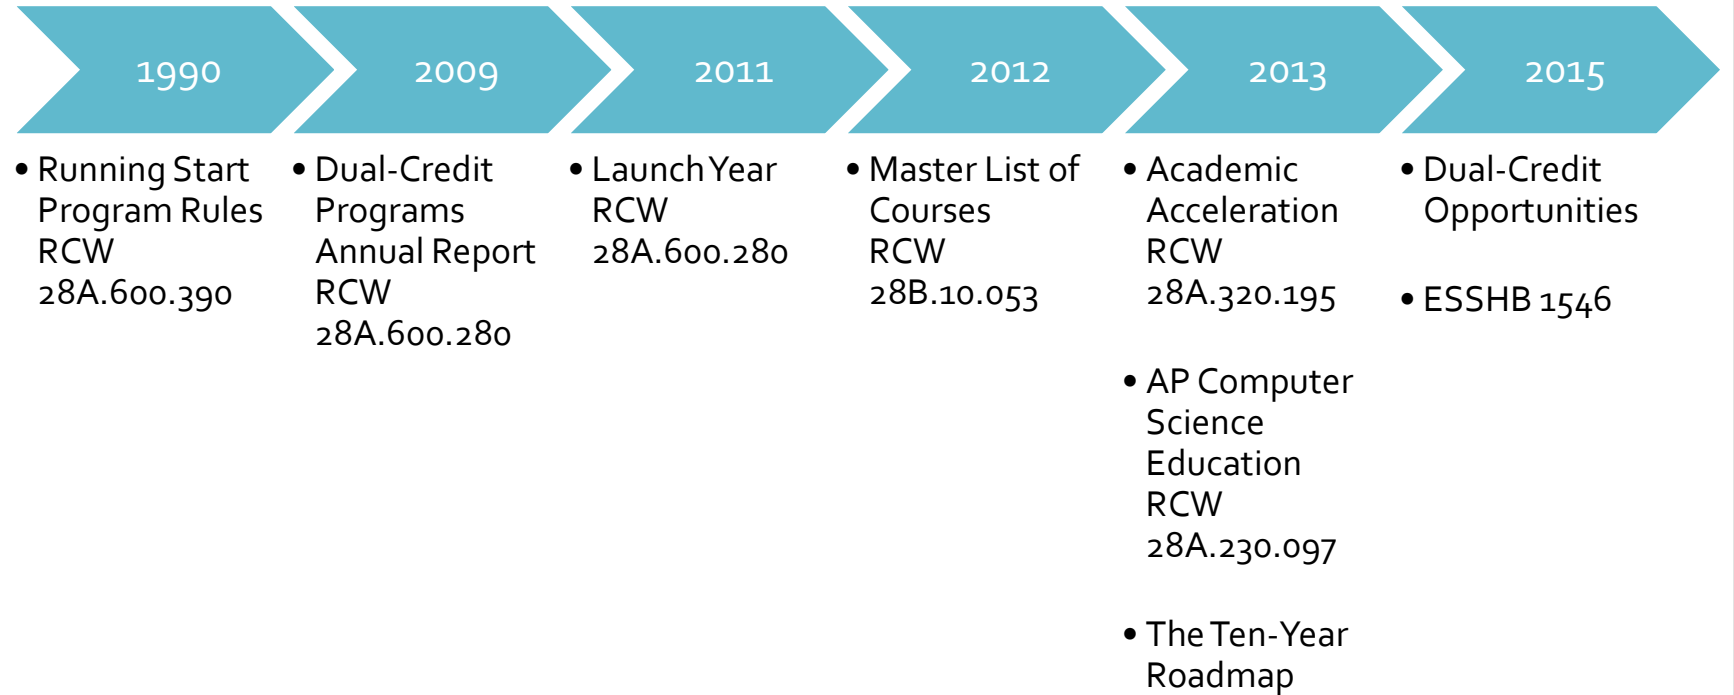 1990
2009
2011
2012
2013
2015
• Running Start
Program Rules
RCW
28A.600.390
• Dual-Credit
Programs
Annual Report
RCW
28A.600.280
• Launch Year
RCW
28A.600.280
• Master List of
Courses
RCW
28B.10.053
• Academic
Acceleration
RCW
28A.320.195
• AP Computer
Science
Education
RCW
28A.230.097
• The Ten-Year
Roadmap
• Dual-Credit
Opportunities
• ESSHB 1546